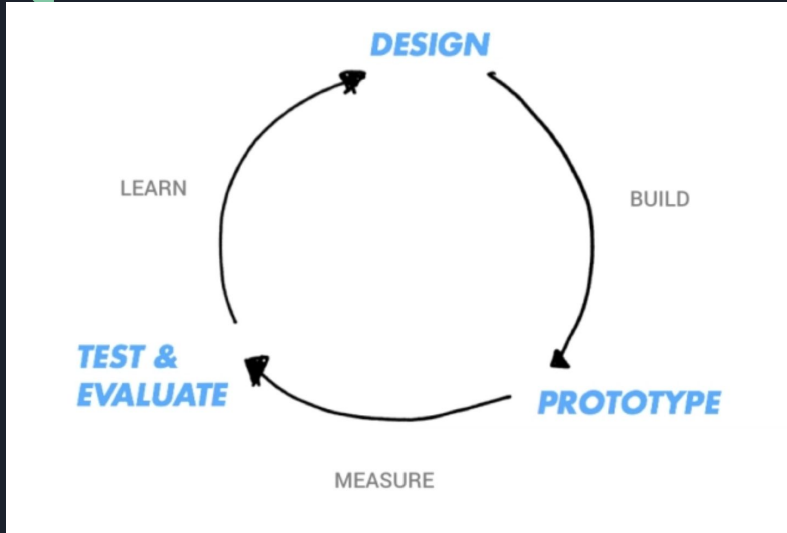 DESIGN
LEARN
BUILD
TEST &
EVALUATE
PROTOTYPE
MEASURE